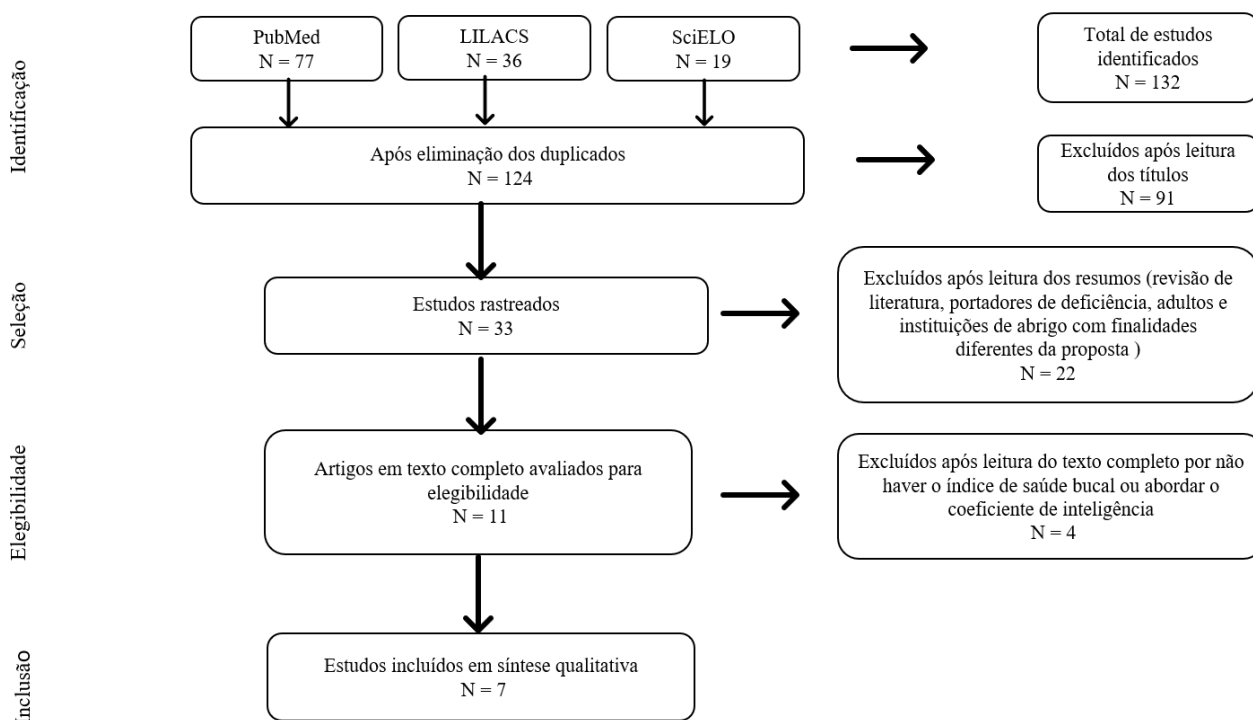 Identificação
PubMed
N = 77
LILACS
N = 36
SciELO
N = 19
Total de estudos
identificados
N = 132
Após eliminação dos duplicados
N = 124
Excluídos após leitura
dos títulos
N = 91
Seleção
Estudos rastreados
N = 33
Excluídos após leitura dos resumos (revisão de
literatura, portadores de deficiência, adultos e
instituições de abrigo com finalidades
diferentes da proposta )
N = 22
Elegibilidade
Artigos em texto completo avaliados para
elegibilidade
N = 11
Excluídos após leitura do texto completo por não
haver o índice de saúde bucal ou abordar o
coeficiente de inteligência
N = 4
Inclusão
Estudos incluídos em síntese qualitativa
N = 7